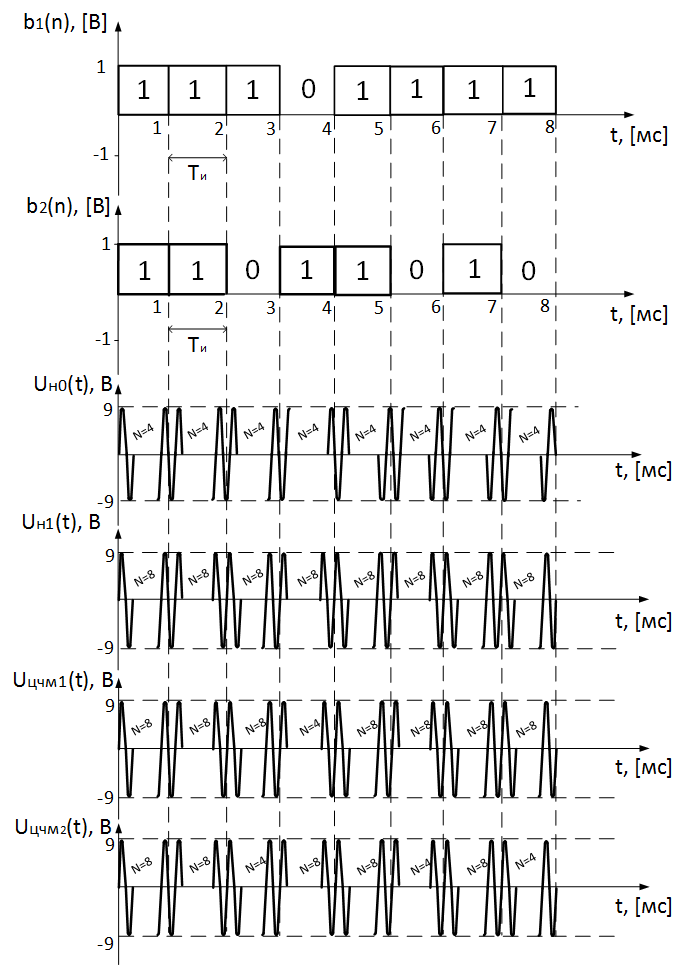 b1(n), [В]
1
1 1 1 0 1 1 1 1
1 2 3 4 5 6 7 8
t, [мс]
-1
Tи
b2(n), [В]
1
1 1 0 1 1 0 1 0
1 2 3 4 5 6 7 8
t, [мс]
-1
Tи
Uн0(t), В
9
N=4 N=4 N=4 N=4 N=4 N=4 N=4 N=4
t, [мс]
-9
Uн1(t), В
9
N=8 N=8 N=8 N=8 N=8 N=8 N=8 N=8
t, [мс]
-9
Uцчм1(t), В
9
N=8 N=8 N=8 N=4 N=8 N=8 N=8 N=8
t, [мс]
-9
Uцчм2(t), В
9
N=8 N=8 N=4 N=8 N=8 N=4 N=8 N=4
t, [мс]
-9